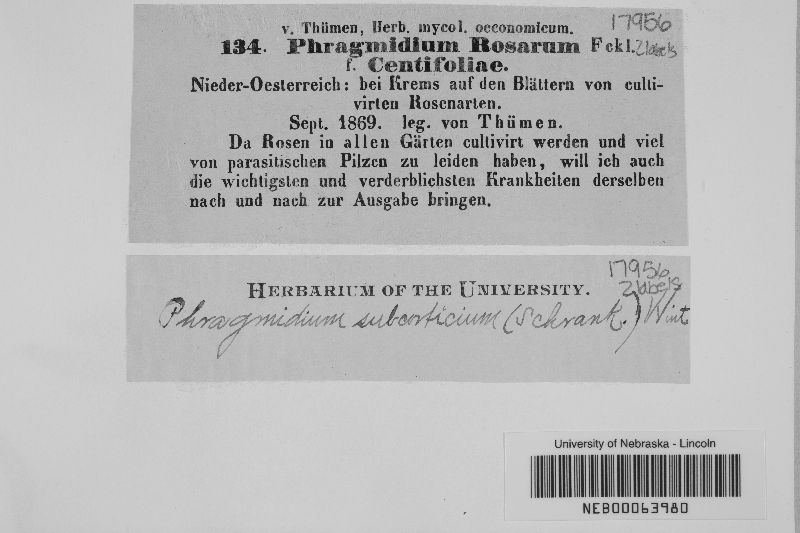 v. Thümen, Herb. mycol. oeconomicum.
17956
134. Phragmidium Rosarum Fckl.
2 labels
f. Centifoliae.
Nieder-Oesterreich: bei Krems auf den Blättern von culti-
virten Rosenarten.
Sept. 1869. leg. von Thümen.
Da Rosen in allen Gärten cultivirt werden und viel
von parasitischen Pilzen zu leiden haben, will ich auch
die wichtigsten und verderblichsten Krankheiten derselben
nach und nach zur Ausgabe bringen.
17956
2 labels
HERBARIUM OF THE UNIVERSITY.
Phragmidium subcorticium (Schrank.) Wint
University of Nebraska - Lincoln
NEB00063980